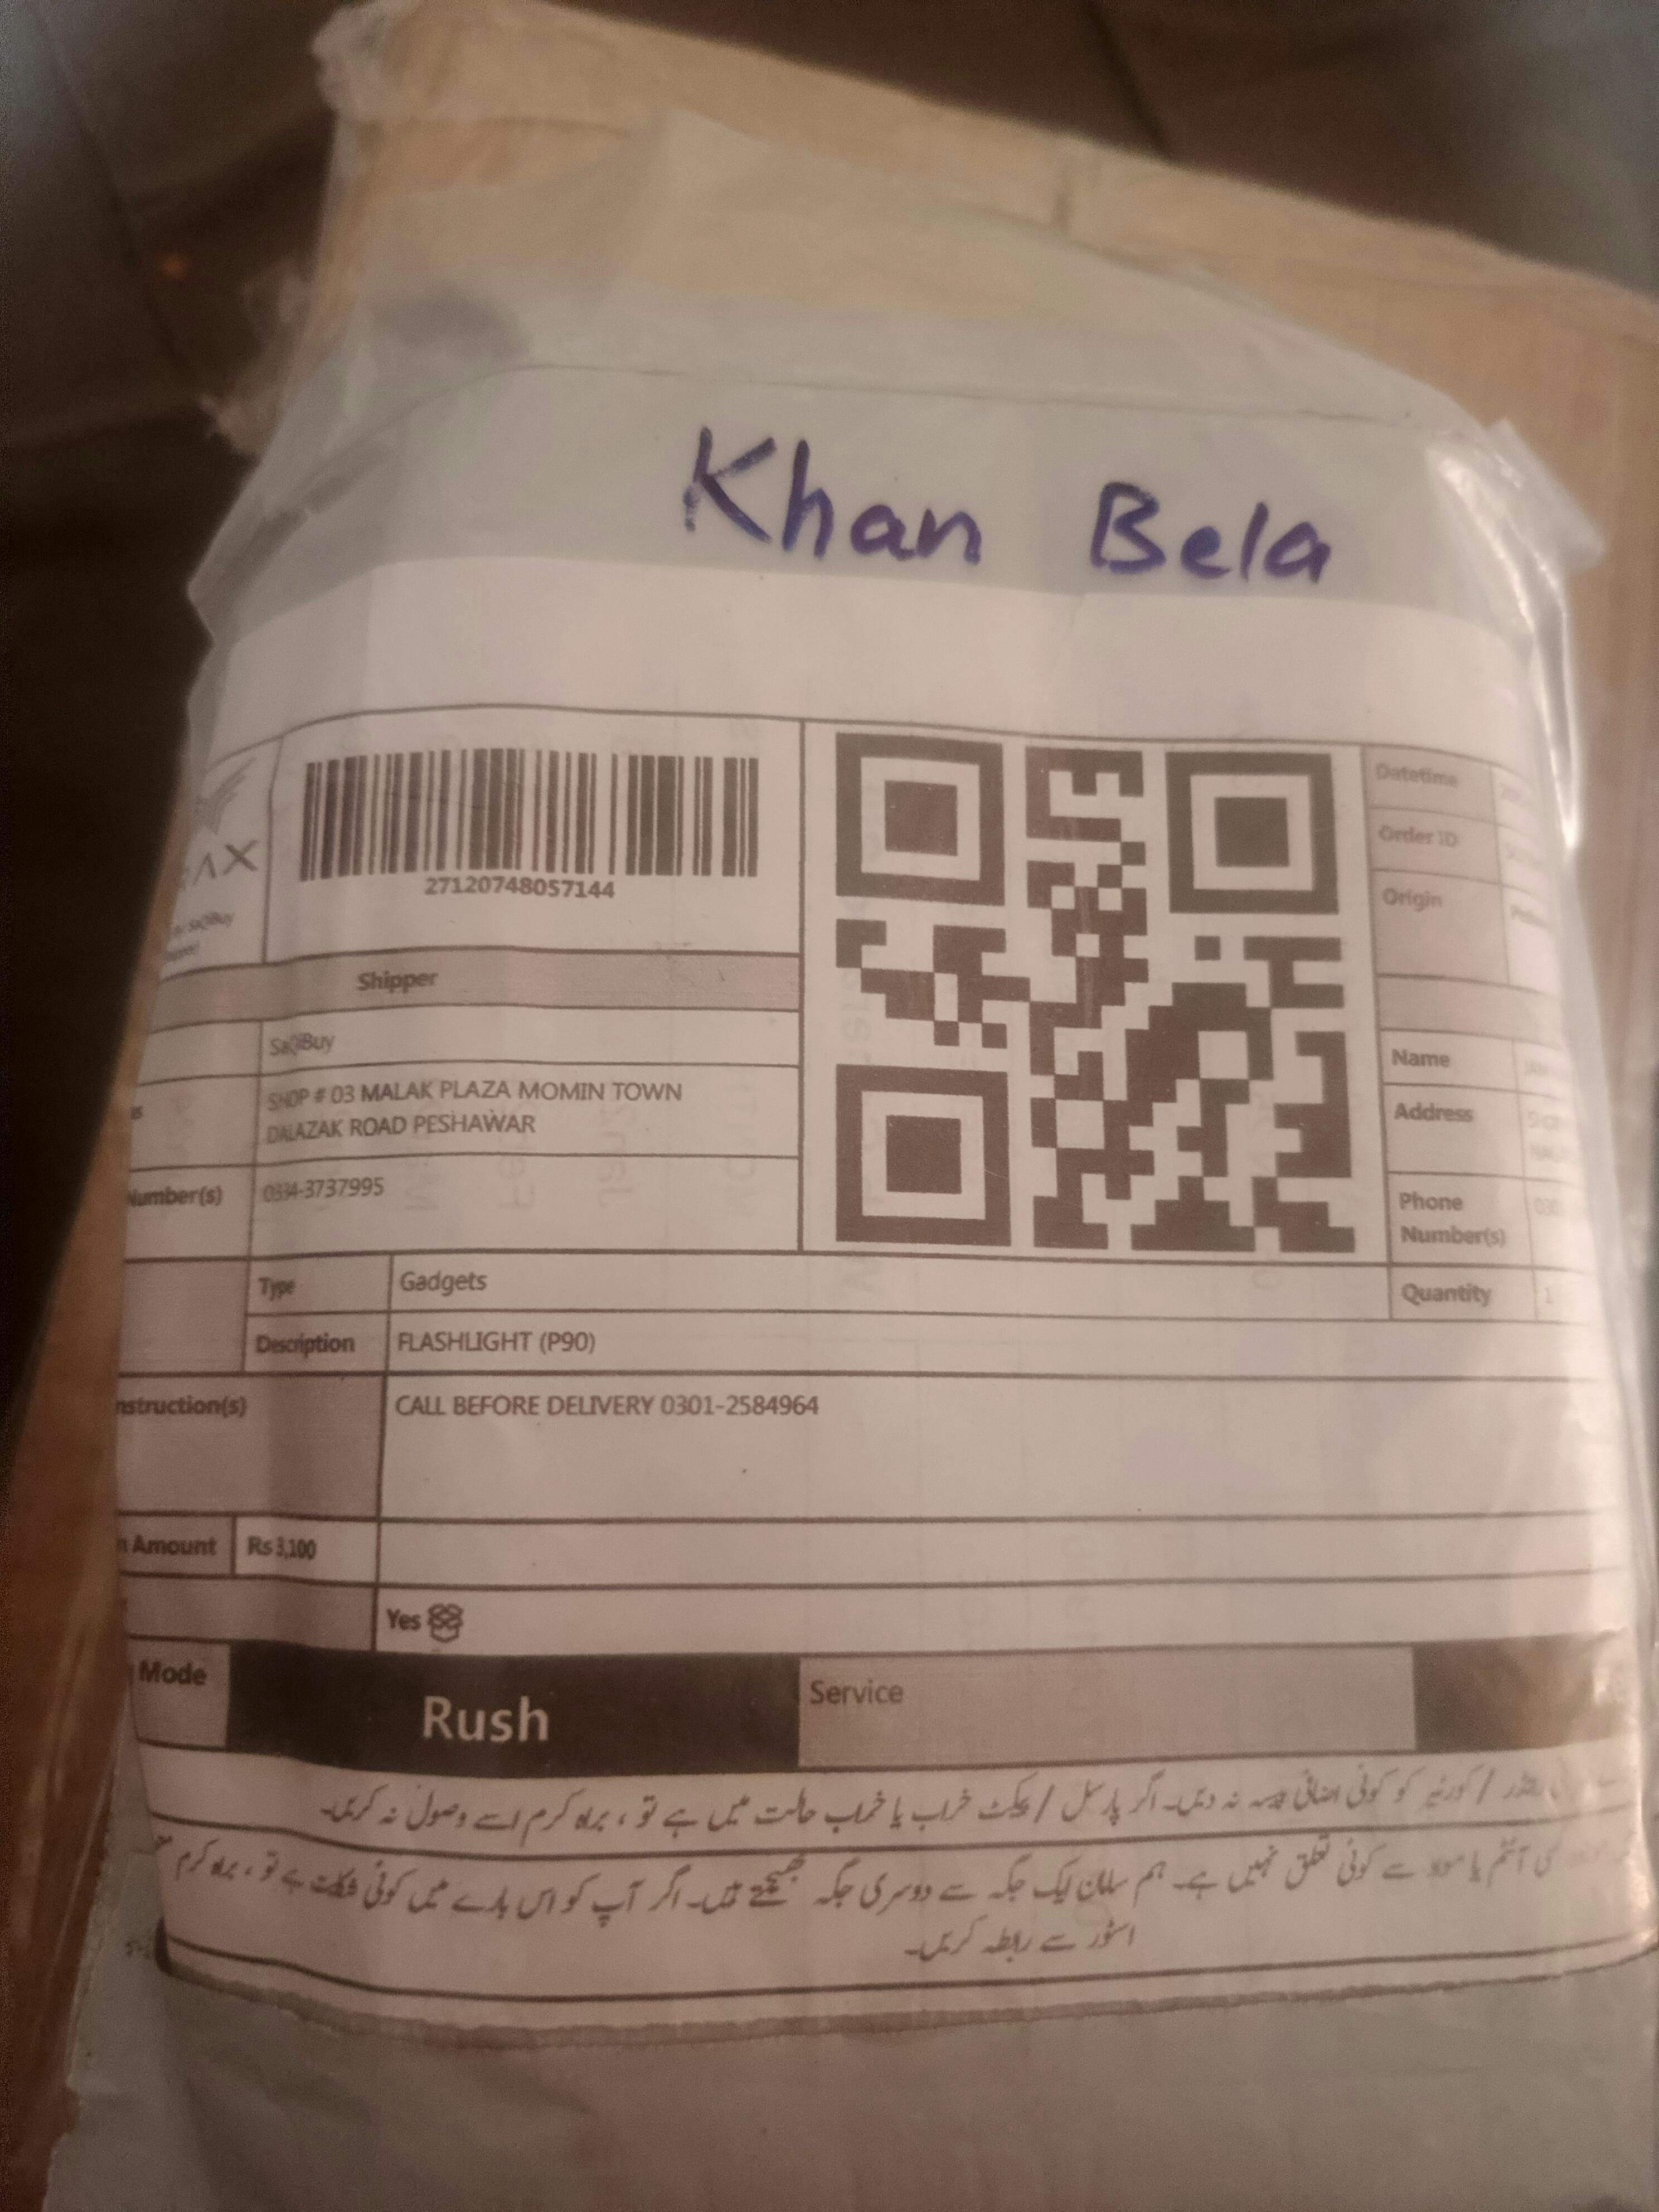 Khan Bela
27120748057144
Shipper
SaQiBuy
SHOP # 03 MALAK PLAZA MOMIN TOWN
DALAZAK ROAD PESHAWAR
Number(s)
0334-3737995
Datetime
Order ID
Origin
Name
Address
Phone
Number(s)
Type Gadgets
Quantity 1
Description FLASHLIGHT (P90)
CALL BEFORE DELIVERY 0301-2584964
Amount Rs 3,100
Yes
Mode Rush Service
کورئیر کو کوئی اضافی پیسہ نہ دیں۔ اگر پارسل / پیکٹ خراب یا خراب حالت میں ہے تو ، براہ کرم اسے وصول نہ کریں۔
سے کوئی تعلق نہیں ہے۔ ہم سامان ایک جگہ سے دوسری جگہ بھیجتے ہیں۔ اگر آپ کو اس بارے میں کوئی شکایت ہے تو ، براہ کرم
اسٹور سے رابطہ کریں۔